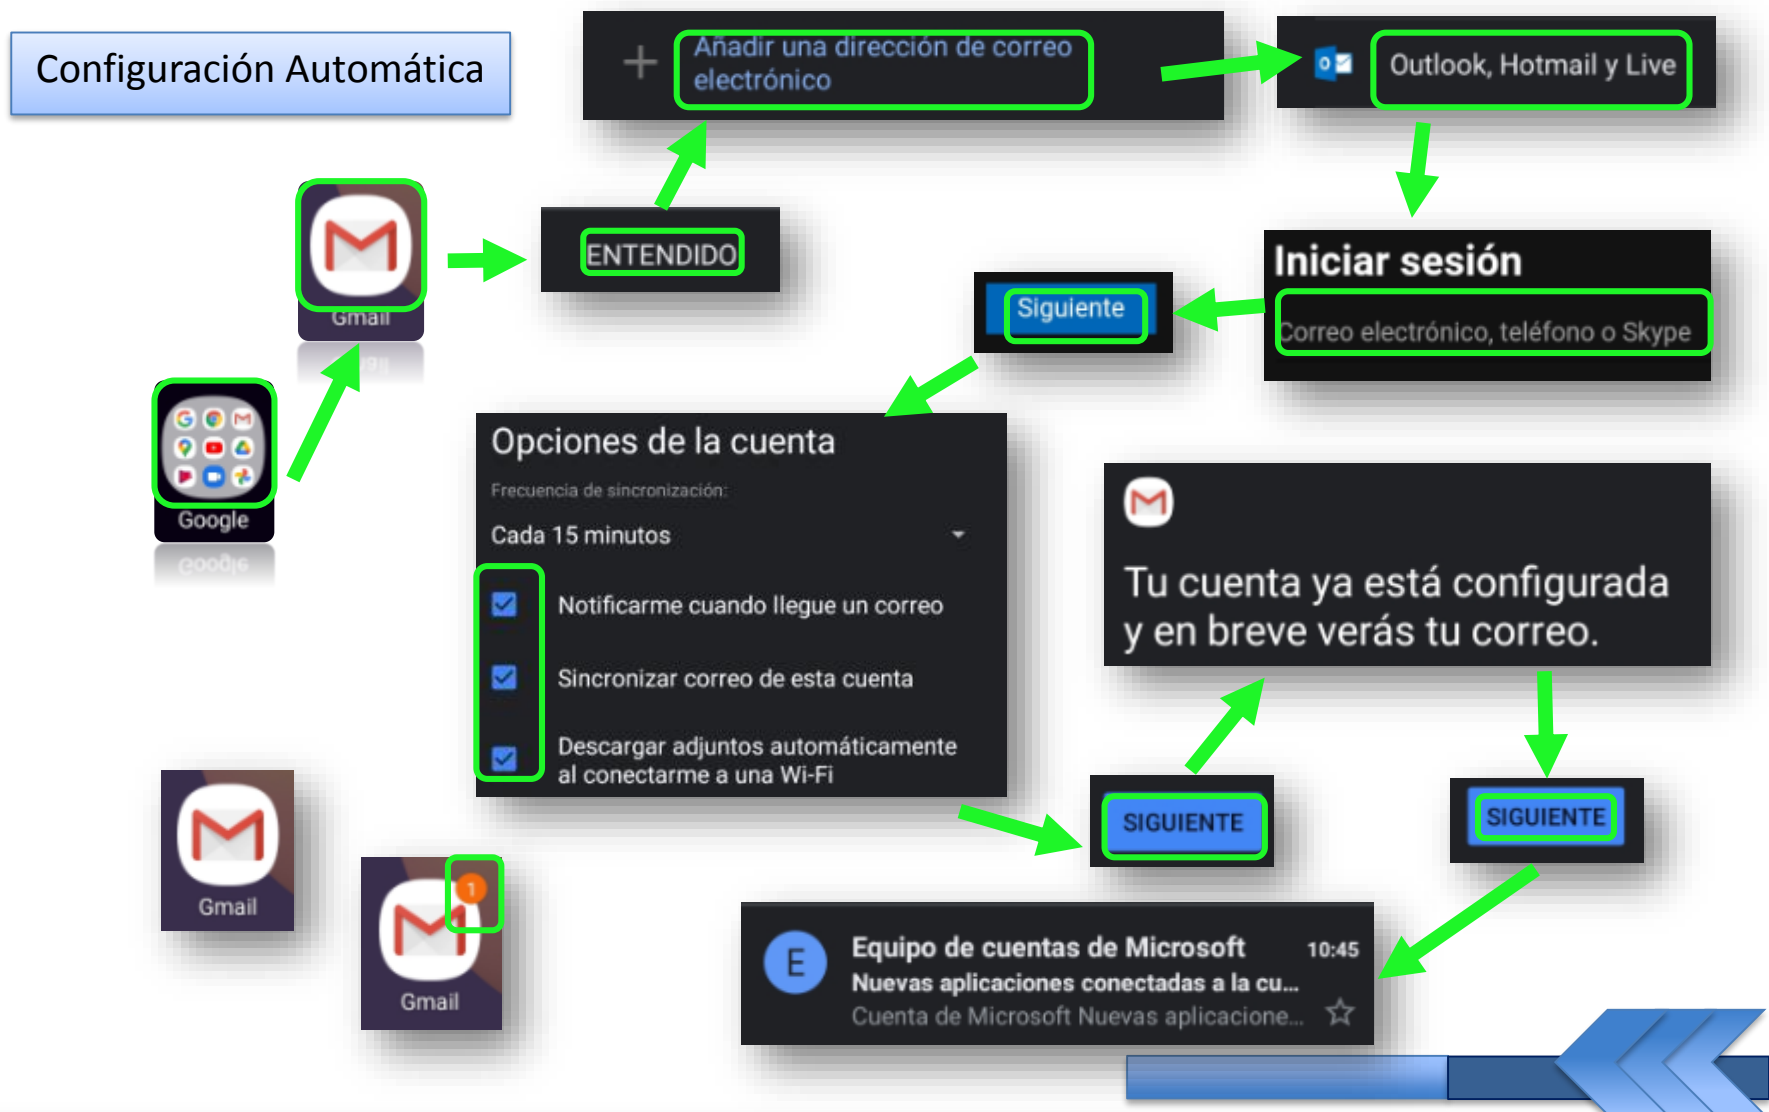 Configuración Automática
Añadir una dirección de correo
electrónico
Outlook, Hotmail y Live
Gmail
ENTENDIDO
Iniciar sesión
Correo electrónico, teléfono o Skype
Siguiente
Google
Opciones de la cuenta
Frecuencia de sincronización:
Cada 15 minutos
Notificarme cuando llegue un correo
Sincronizar correo de esta cuenta
Descargar adjuntos automáticamente
al conectarme a una Wi-Fi
Tu cuenta ya está configurada
y en breve verás tu correo.
SIGUIENTE
SIGUIENTE
Gmail
1
Gmail
E
Equipo de cuentas de Microsoft 10:45
Nuevas aplicaciones conectadas a la cu...
Cuenta de Microsoft Nuevas aplicacione...